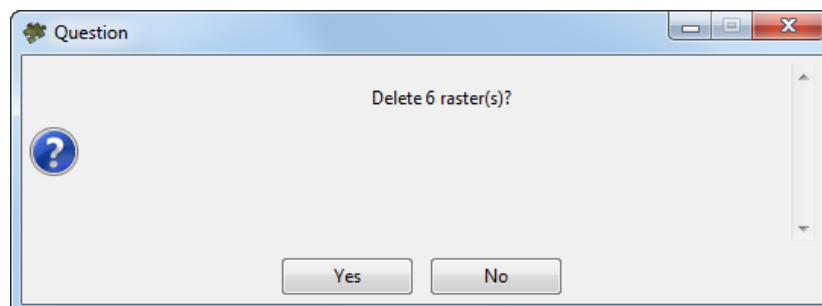 Question
Delete 6 raster(s)?
Yes No